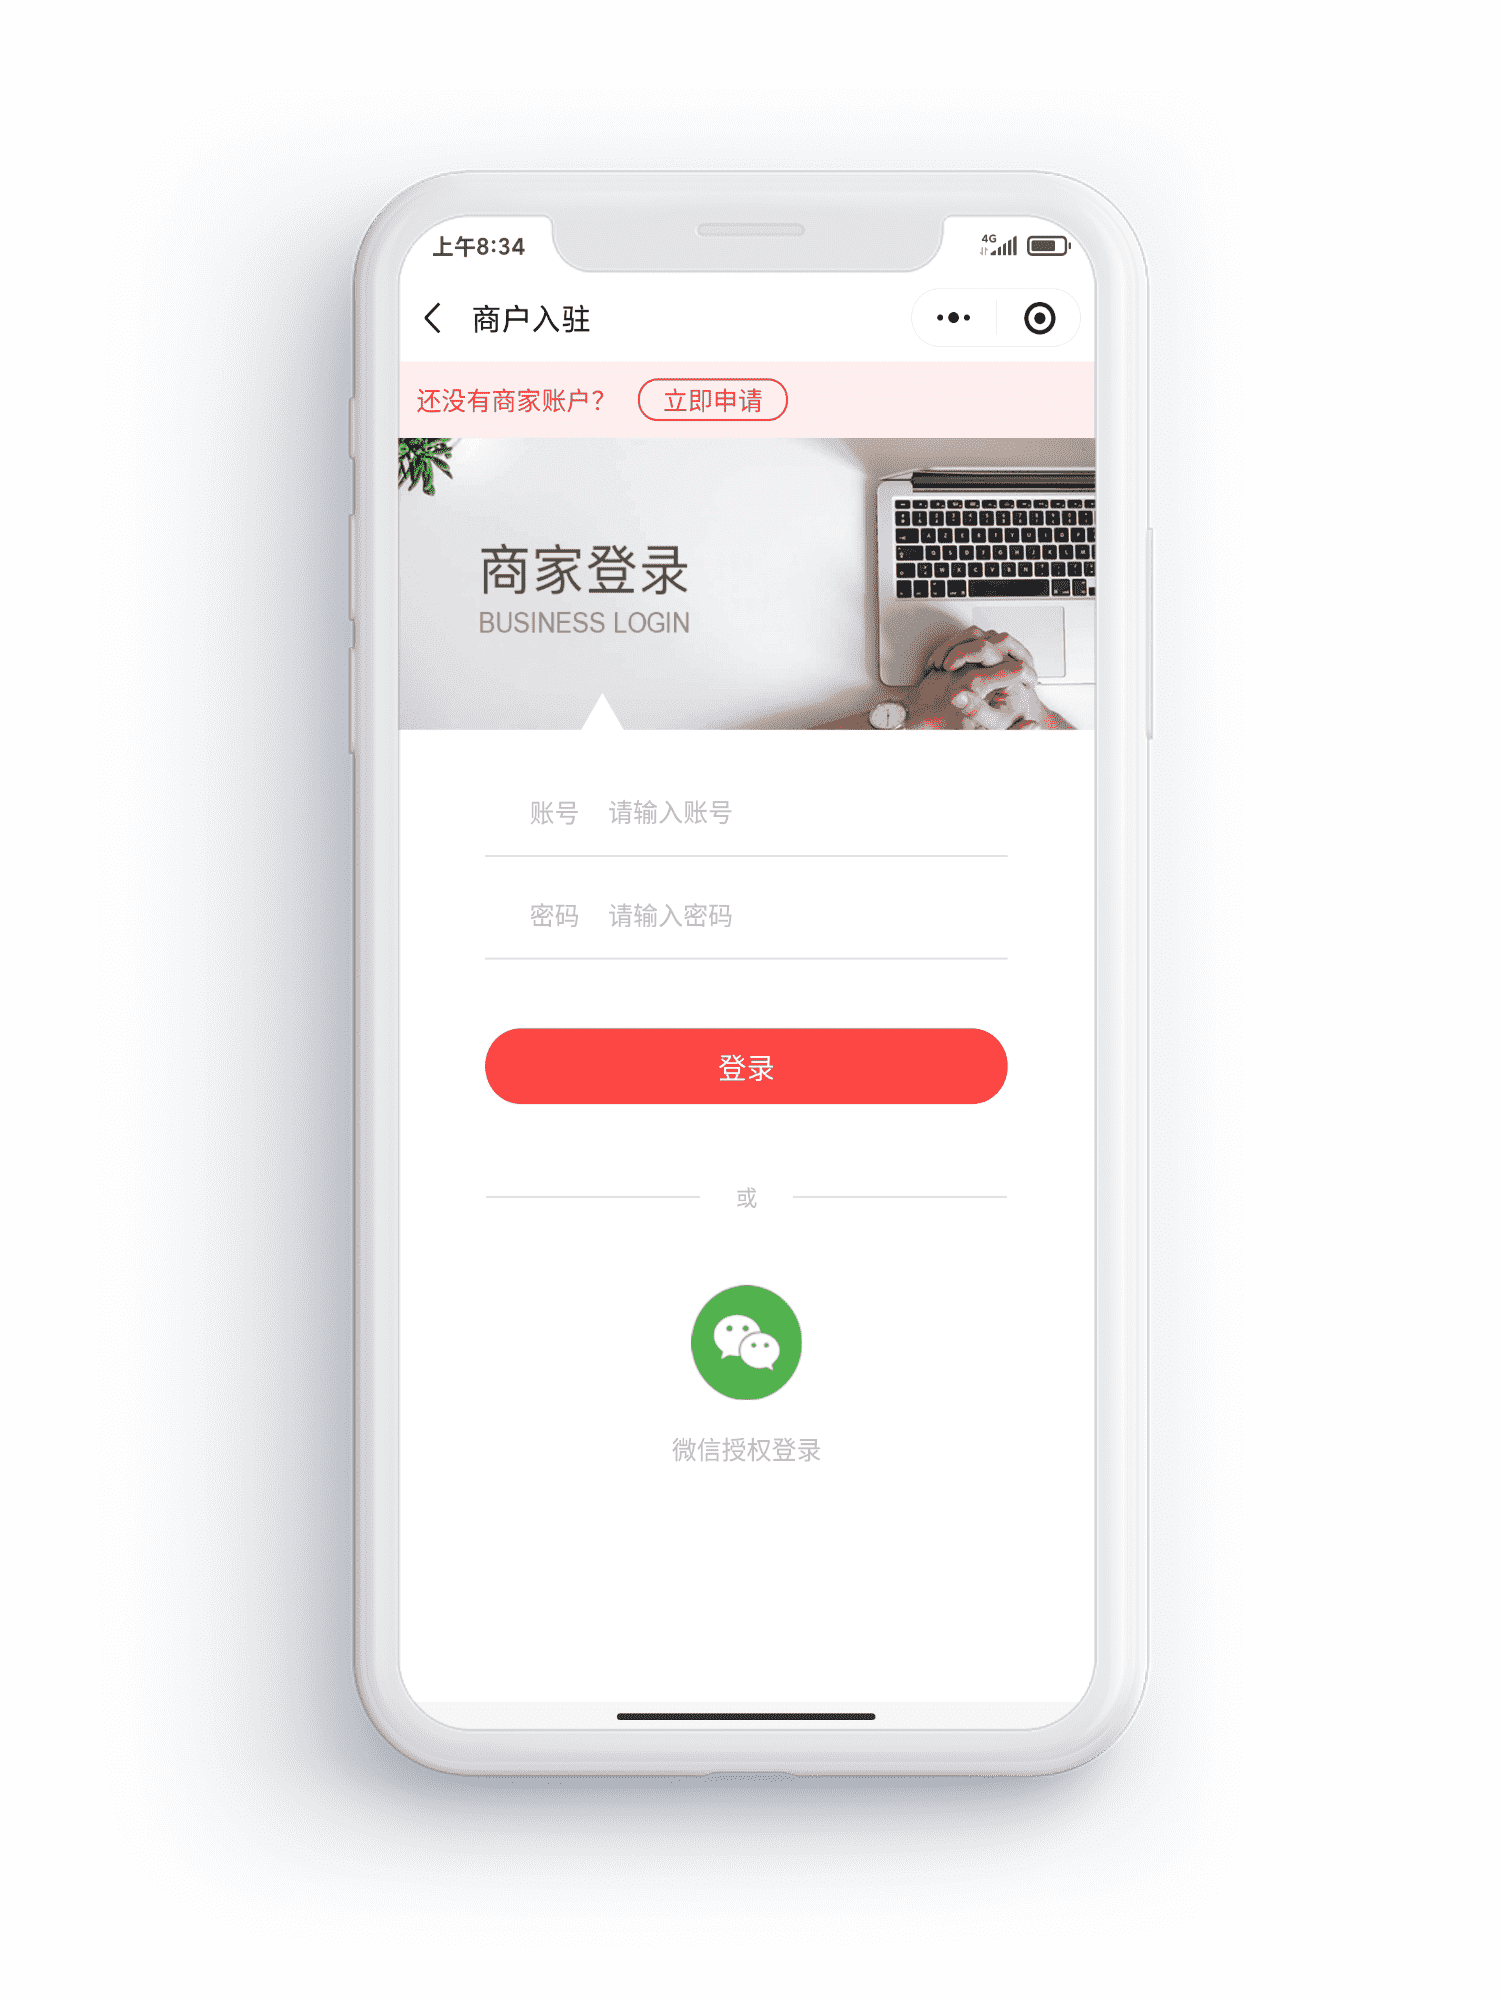 上午8:34
4G
商户入驻
还没有商家账户？ 立即申请
商家登录
BUSINESS LOGIN
账号 请输入账号
密码 请输入密码
登录
或
微信授权登录